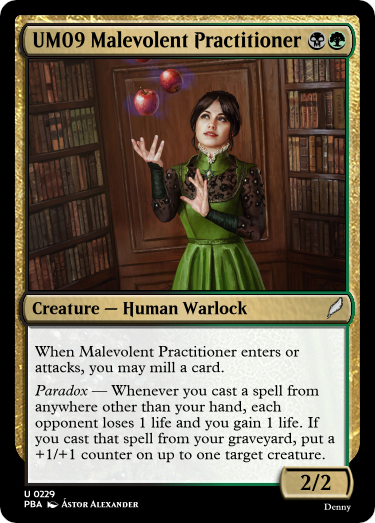 UM09 Malevolent Practitioner
Creature — Human Warlock
When Malevolent Practitioner enters or
attacks, you may mill a card.
Paradox — Whenever you cast a spell from
anywhere other than your hand, each
opponent loses 1 life and you gain 1 life. If
you cast that spell from your graveyard, put a
+1/+1 counter on up to one target creature.
2/2
U 0229
PBA Ástor Alexander
Denny